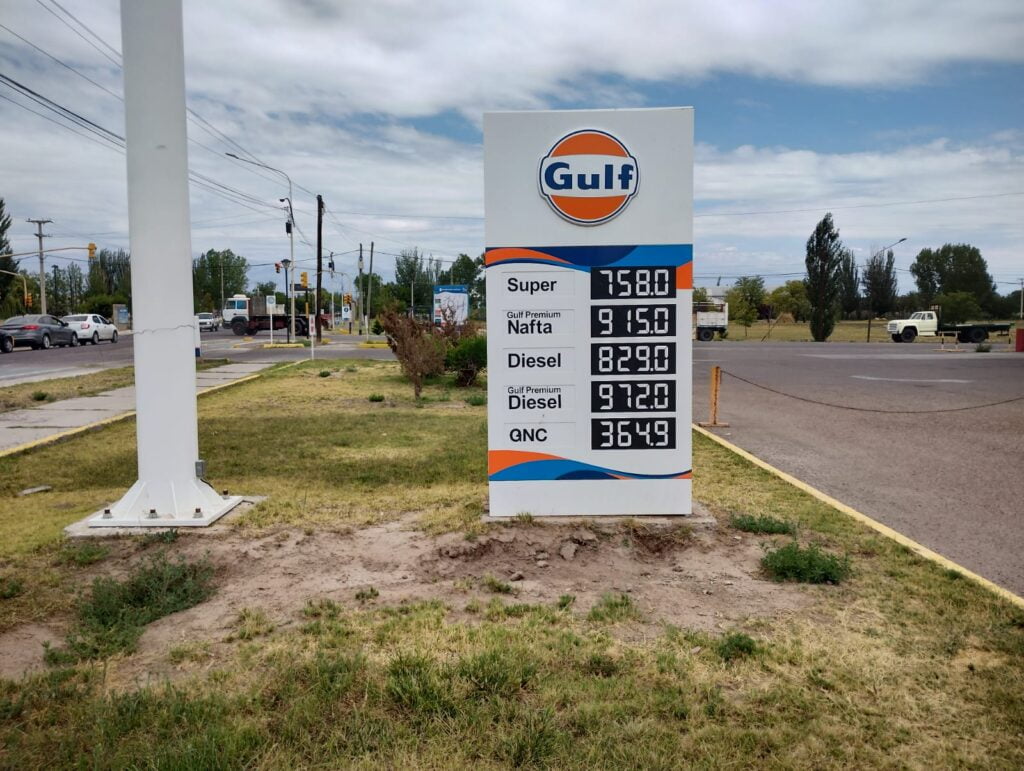 Gulf
Super 758.0
Gulf Premium
Nafta 915.0
Diesel 829.0
Gulf Premium
Diesel 972.0
GNC 364.9